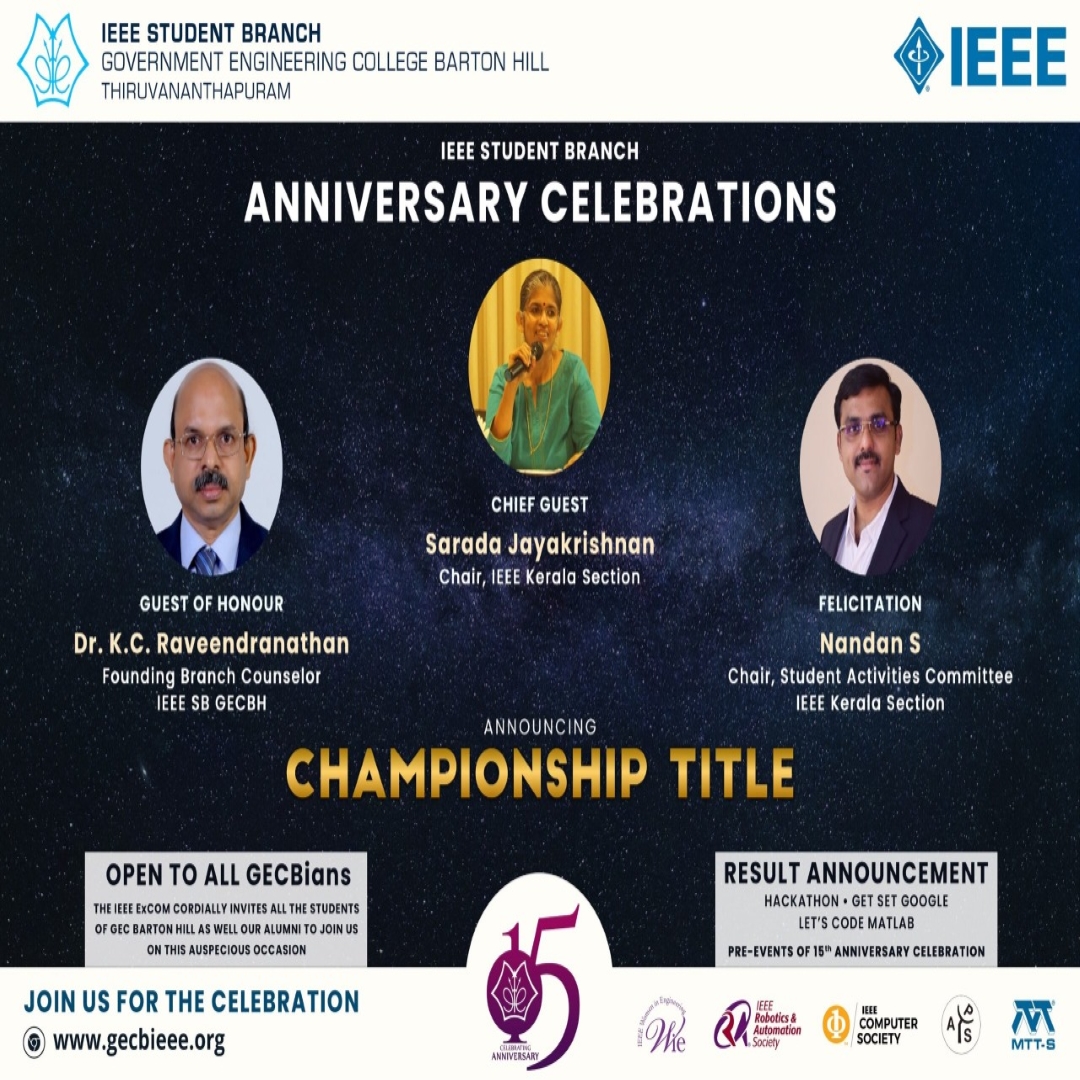 IEEE STUDENT BRANCH
GOVERNMENT ENGINEERING COLLEGE BARTON HILL
THIRUVANANTHAPURAM
IEEE
IEEE STUDENT BRANCH
ANNIVERSARY CELEBRATIONS
CHIEF GUEST
Sarada Jayakrishnan
Chair, IEEE Kerala Section
GUEST OF HONOUR
Dr. K.C. Raveendranathan
Founding Branch Counselor
IEEE SB GECBH
FELICITATION
Nandan S
Chair, Student Activities Committee
IEEE Kerala Section
ANNOUNCING
CHAMPIONSHIP TITLE
OPEN TO ALL GECBians
THE IEEE ExCOM CORDIALLY INVITES ALL THE STUDENTS
OF GEC BARTON HILL AS WELL OUR ALUMNI TO JOIN US
ON THIS AUSPECIOUS OCCASION
RESULT ANNOUNCEMENT
HACKATHON • GET SET GOOGLE
LET'S CODE MATLAB
PRE-EVENTS OF 15th ANNIVERSARY CELEBRATION
JOIN US FOR THE CELEBRATION
www.gecbieee.org
15
CELEBRATING
ANNIVERSARY
IEEE Women in Engineering
WIE
IEEE
Robotics &
Automation
Society
IEEE
COMPUTER
SOCIETY
APS
MTT-S